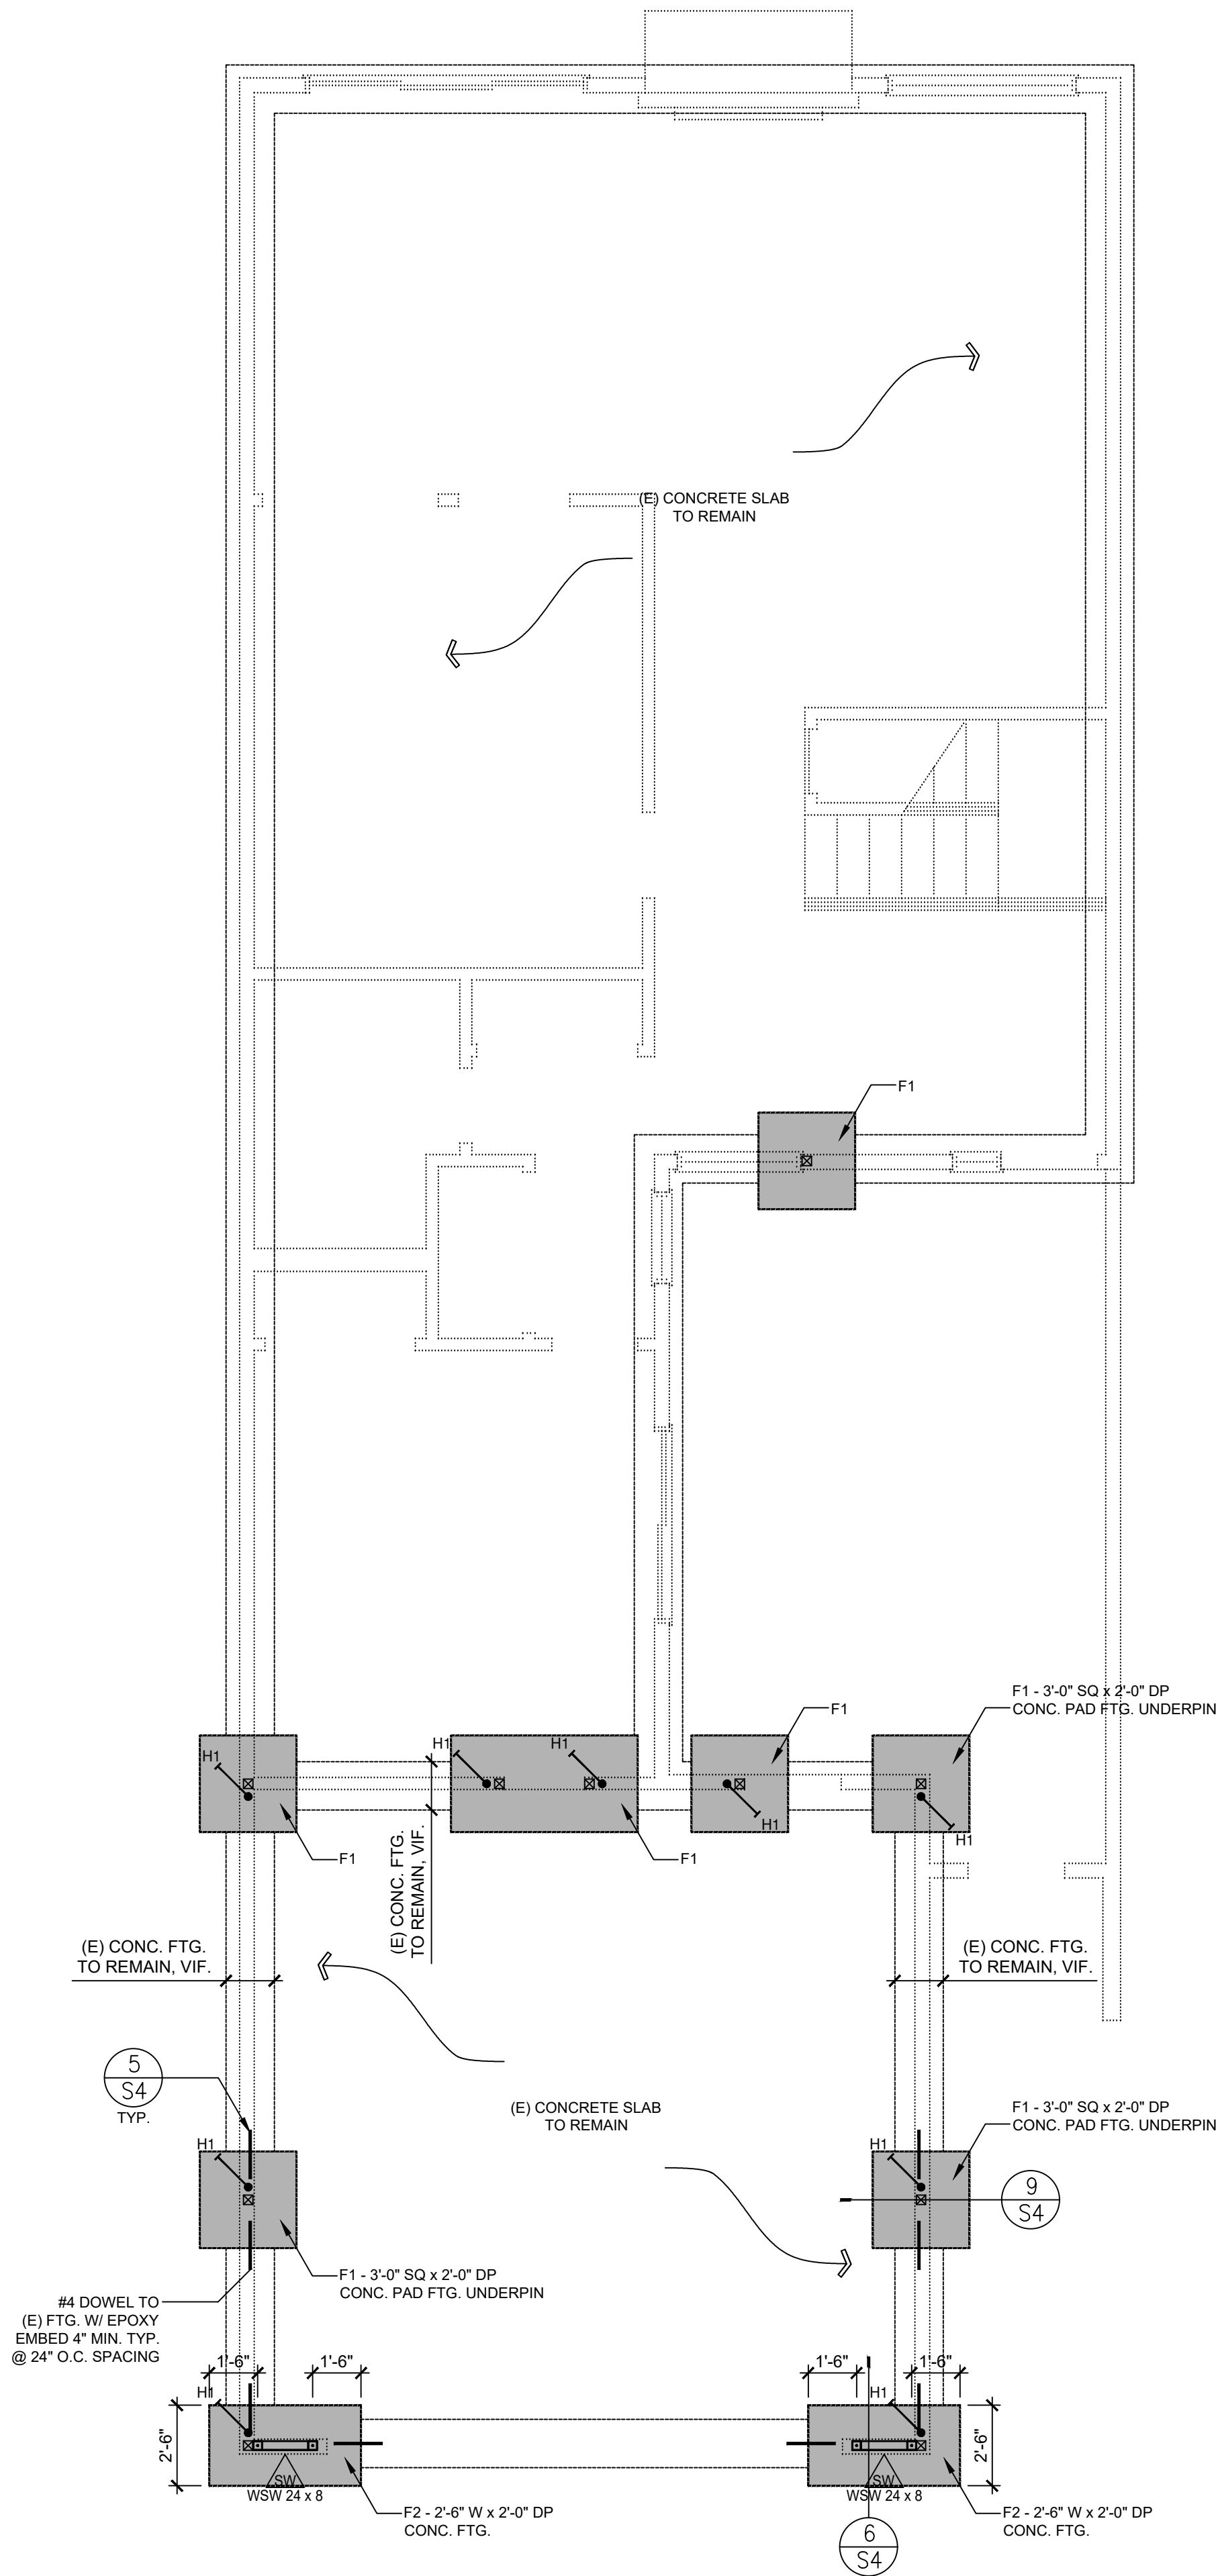 (E) CONCRETE SLAB
TO REMAIN
F1
F1 - 3'-0" SQ x 2'-0" DP
CONC. PAD FTG. UNDERPIN
F1
H1
H1
H1
H1
H1
F1
F1
(E) CONC. FTG.
TO REMAIN, VIF.
(E) CONC. FTG.
TO REMAIN, VIF.
(E) CONC. FTG.
TO REMAIN, VIF.
5
S4
TYP.
(E) CONCRETE SLAB
TO REMAIN
F1 - 3'-0" SQ x 2'-0" DP
CONC. PAD FTG. UNDERPIN
H1
H1
9
S4
F1 - 3'-0" SQ x 2'-0" DP
CONC. PAD FTG. UNDERPIN
#4 DOWEL TO
(E) FTG. W/ EPOXY
EMBED 4" MIN. TYP.
@ 24" O.C. SPACING
1'-6"
1'-6"
1'-6"
1'-6"
H1
H1
2'-6"
2'-6"
SW
WSW 24 x 8
SW
WSW 24 x 8
F2 - 2'-6" W x 2'-0" DP
CONC. FTG.
F2 - 2'-6" W x 2'-0" DP
CONC. FTG.
6
S4